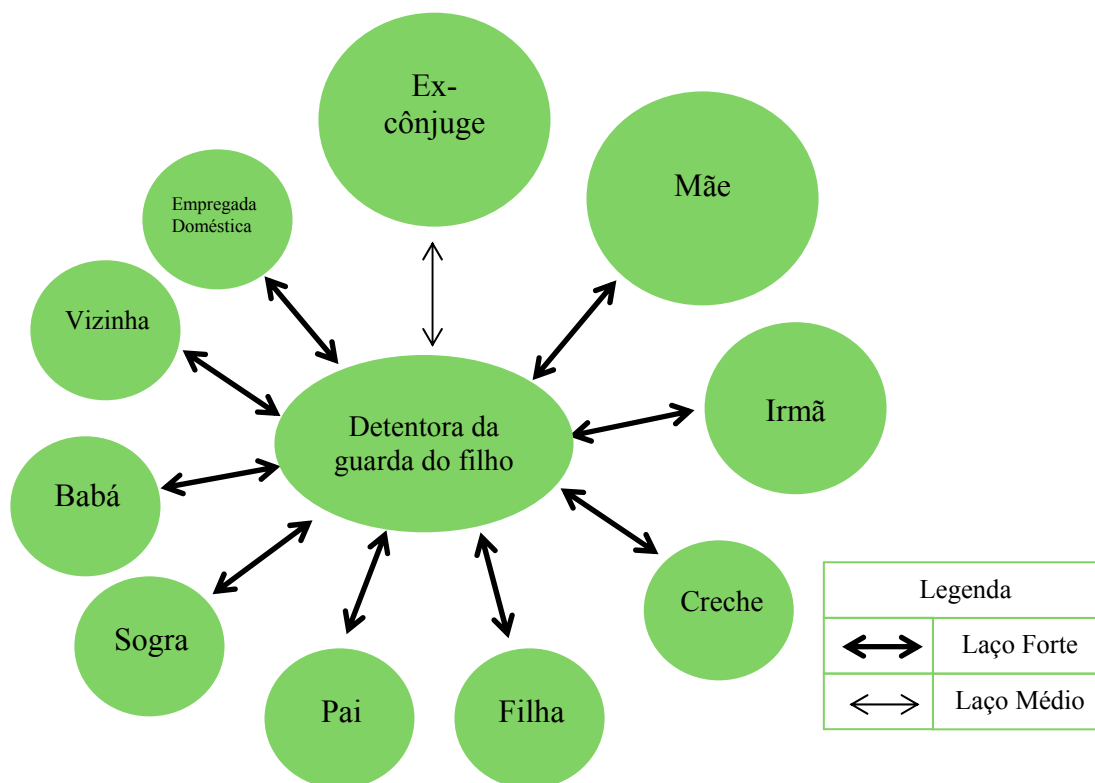 Ex-
cônjuge
Mãe
Empregada
Doméstica
Vizinha
Irmã
Detentora da
guarda do filho
Babá
Creche
Sogra
Pai
Filha
Legenda
Laço Forte
Laço Médio